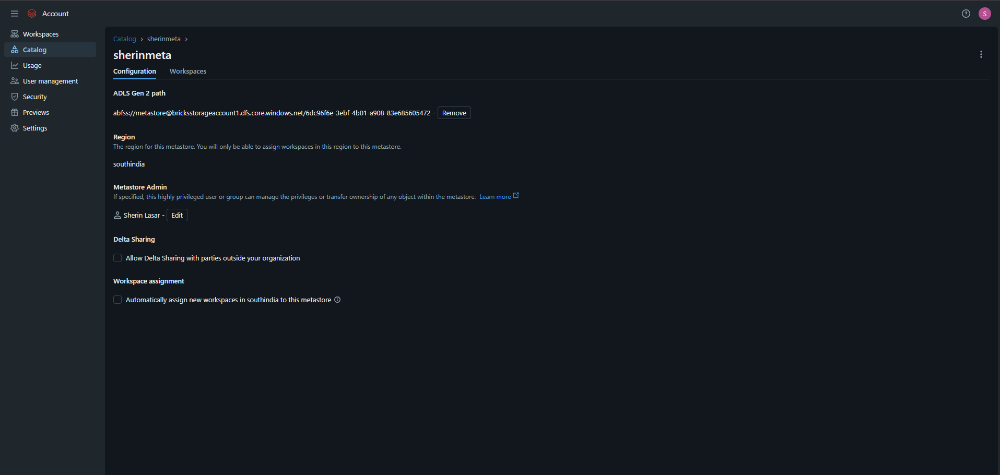 Account
S
Workspaces
Catalog
Usage
User management
Security
Previews
Settings
Catalog › sherinmeta ›
sherinmeta
Configuration Workspaces
ADLS Gen 2 path
abfss://metastore@bricksstorageaccount1.dfs.core.windows.net/6dc96f6e-3ebf-4b01-a908-83e685605472 - Remove
Region
The region for this metastore. You will only be able to assign workspaces in this region to this metastore.
southindia
Metastore Admin
If specified, this highly privileged user or group can manage the privileges or transfer ownership of any object within the metastore. Learn more
Sherin Lasar - Edit
Delta Sharing
Allow Delta Sharing with parties outside your organization
Workspace assignment
Automatically assign new workspaces in southindia to this metastore